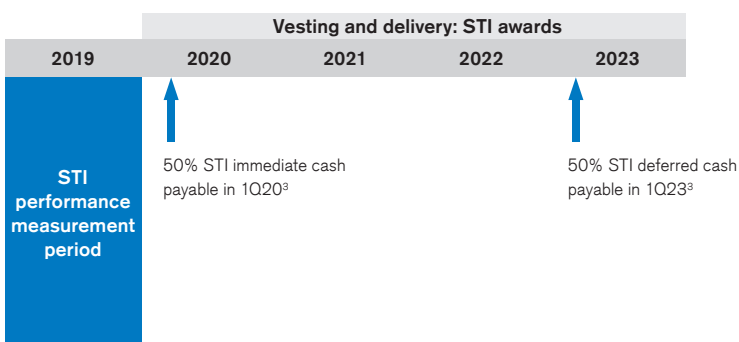 Vesting and delivery: STI awards
2019 2020 2021 2022 2023
STI
performance
measurement
period
50% STI immediate cash
payable in 1Q20³
50% STI deferred cash
payable in 1Q23³